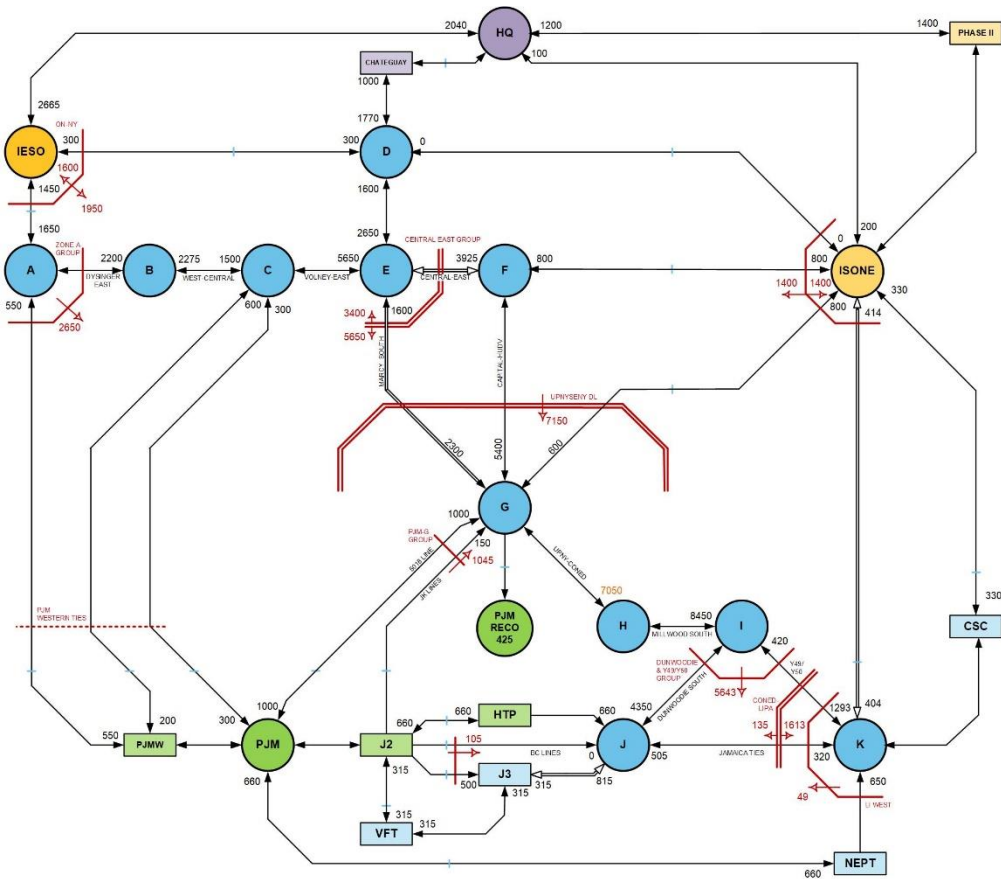 2040
HQ
1200
1400
PHASE II
100
CHATEGUAY
1000
2665
ON-NY
1770
IESO
300
300
D
0
1600
1450
1950
1600
200
0
1650
ZONE A
GROUP
2650
CENTRAL EAST GROUP
A
2200
B
2275
1500
C
5650
E
3925
F
800
800
ISONE
DYSINGER
EAST
WEST CENTRAL
VOLNEY-EAST
CENTRAL-EAST
550
600
300
1600
1400
1400
800
330
2650
3400
5650
414
MARCY SOUTH
CAPITAL-HUDV
UPNYSENY DL
7150
2300
5400
600
G
1000
PJM-G
GROUP
150
1045
5018 LINE
JK LINES
UPNY-CONED
PJM
WESTERN TIES
PJM
RECO
425
7050
H
8450
I
MILLWOOD SOUTH
420
330
CSC
DUNWOODIE
& Y49/Y50
GROUP
5643
DUNWOODIE SOUTH
Y49/
Y50
CONED
LIPA
1293
404
135
1613
550
200
PJMW
300
1000
PJM
660
660
HTP
660
4350
J2
105
BC LINES
0
J
505
JAMAICA TIES
320
K
660
315
500
J3
315
815
650
315
49
LI WEST
315
VFT
315
660
NEPT